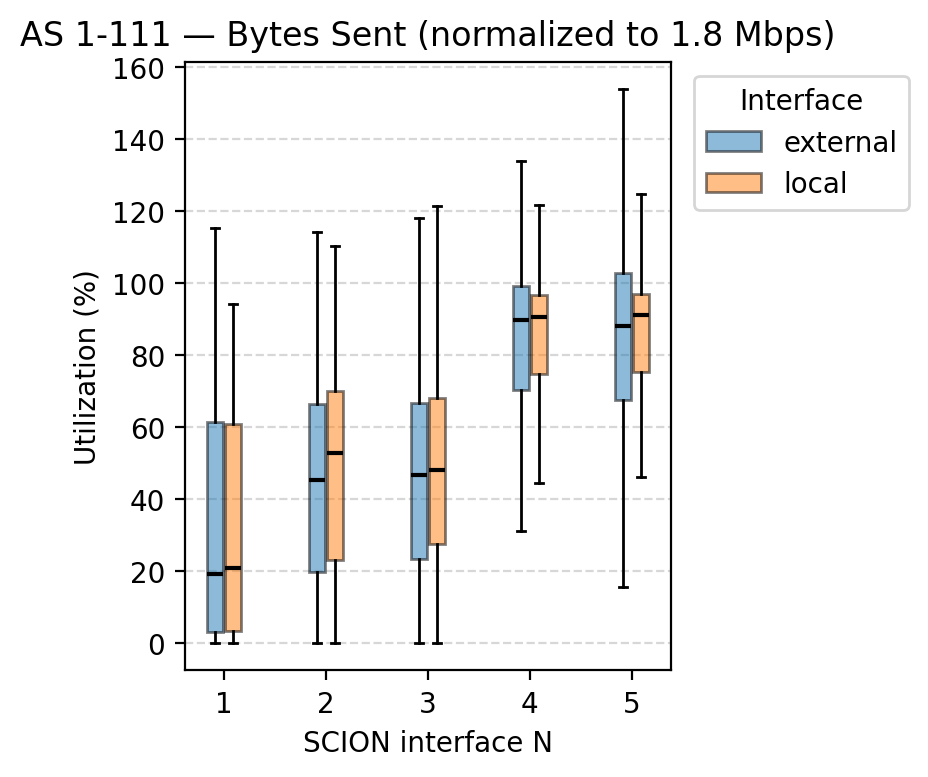 AS 1-111 — Bytes Sent (normalized to 1.8 Mbps)
160
140
120
100
80
60
40
20
0
Utilization (%)
1 2 3 4 5
SCION interface N
Interface
external
local